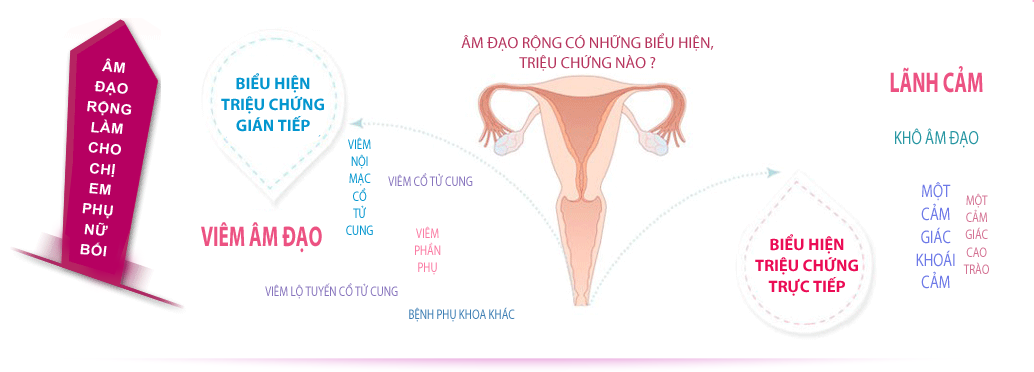 ÂM
ĐẠO
RỘNG
LÀM
CHO
CHỊ
EM
PHỤ
NỮ
BÓI
BIỂU HIỆN
TRIỆU CHỨNG
GIÁN TIẾP
VIÊM
NỘI
MẠC
CỔ
TỬ
CUNG
VIÊM CỔ TỬ CUNG
VIÊM ÂM ĐẠO
VIÊM
PHẦN
PHỤ
VIÊM LỘ TUYẾN CỔ TỬ CUNG
BỆNH PHỤ KHOA KHÁC
ÂM ĐẠO RỘNG CÓ NHỮNG BIỂU HIỆN,
TRIỆU CHỨNG NÀO ?
BIỂU HIỆN
TRIỆU CHỨNG
TRỰC TIẾP
LÃNH CẢM
KHÔ ÂM ĐẠO
MỘT
CẢM
GIÁC
KHOÁI
CẢM
MỘT
CẢM
GIÁC
CAO
TRÀO